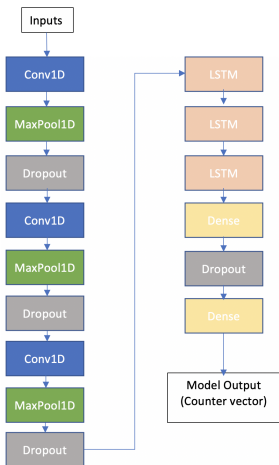 Inputs
Conv1D
MaxPool1D
Dropout
Conv1D
MaxPool1D
Dropout
Conv1D
MaxPool1D
Dropout
LSTM
LSTM
LSTM
Dense
Dropout
Dense
Model Output
(Counter vector)